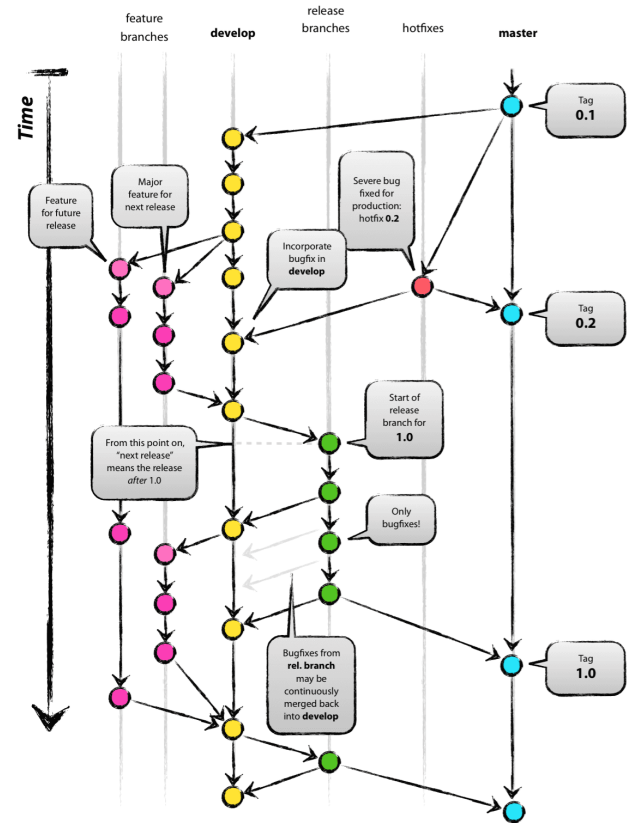 feature
branches
develop
release
branches
hotfixes
master
Time
Tag
0.1
Feature
for future
release
Major
feature for
next release
Severe bug
fixed for
production:
hotfix 0.2
Incorporate
bugfix in
develop
Tag
0.2
Start of
release
branch for
1.0
From this point on,
“next release”
means the release
after 1.0
Only
bugfixes!
Bugfixes from
rel. branch
may be
continuously
merged back
into develop
Tag
1.0